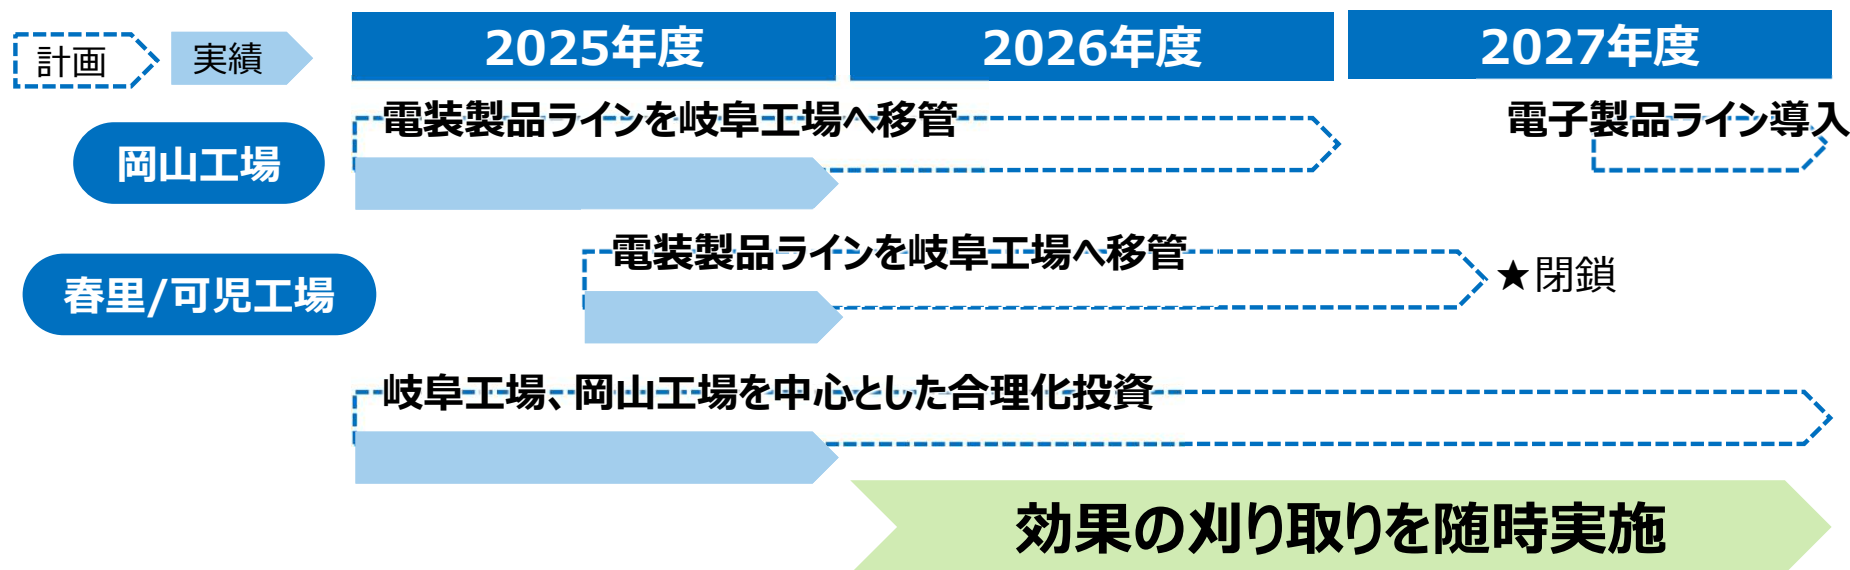 計画
実績
2025年度
2026年度
2027年度
岡山工場
電装製品ラインを岐阜工場へ移管
電子製品ライン導入
春里/可児工場
電装製品ラインを岐阜工場へ移管
★閉鎖
岐阜工場、岡山工場を中心とした合理化投資
効果の刈り取りを随時実施